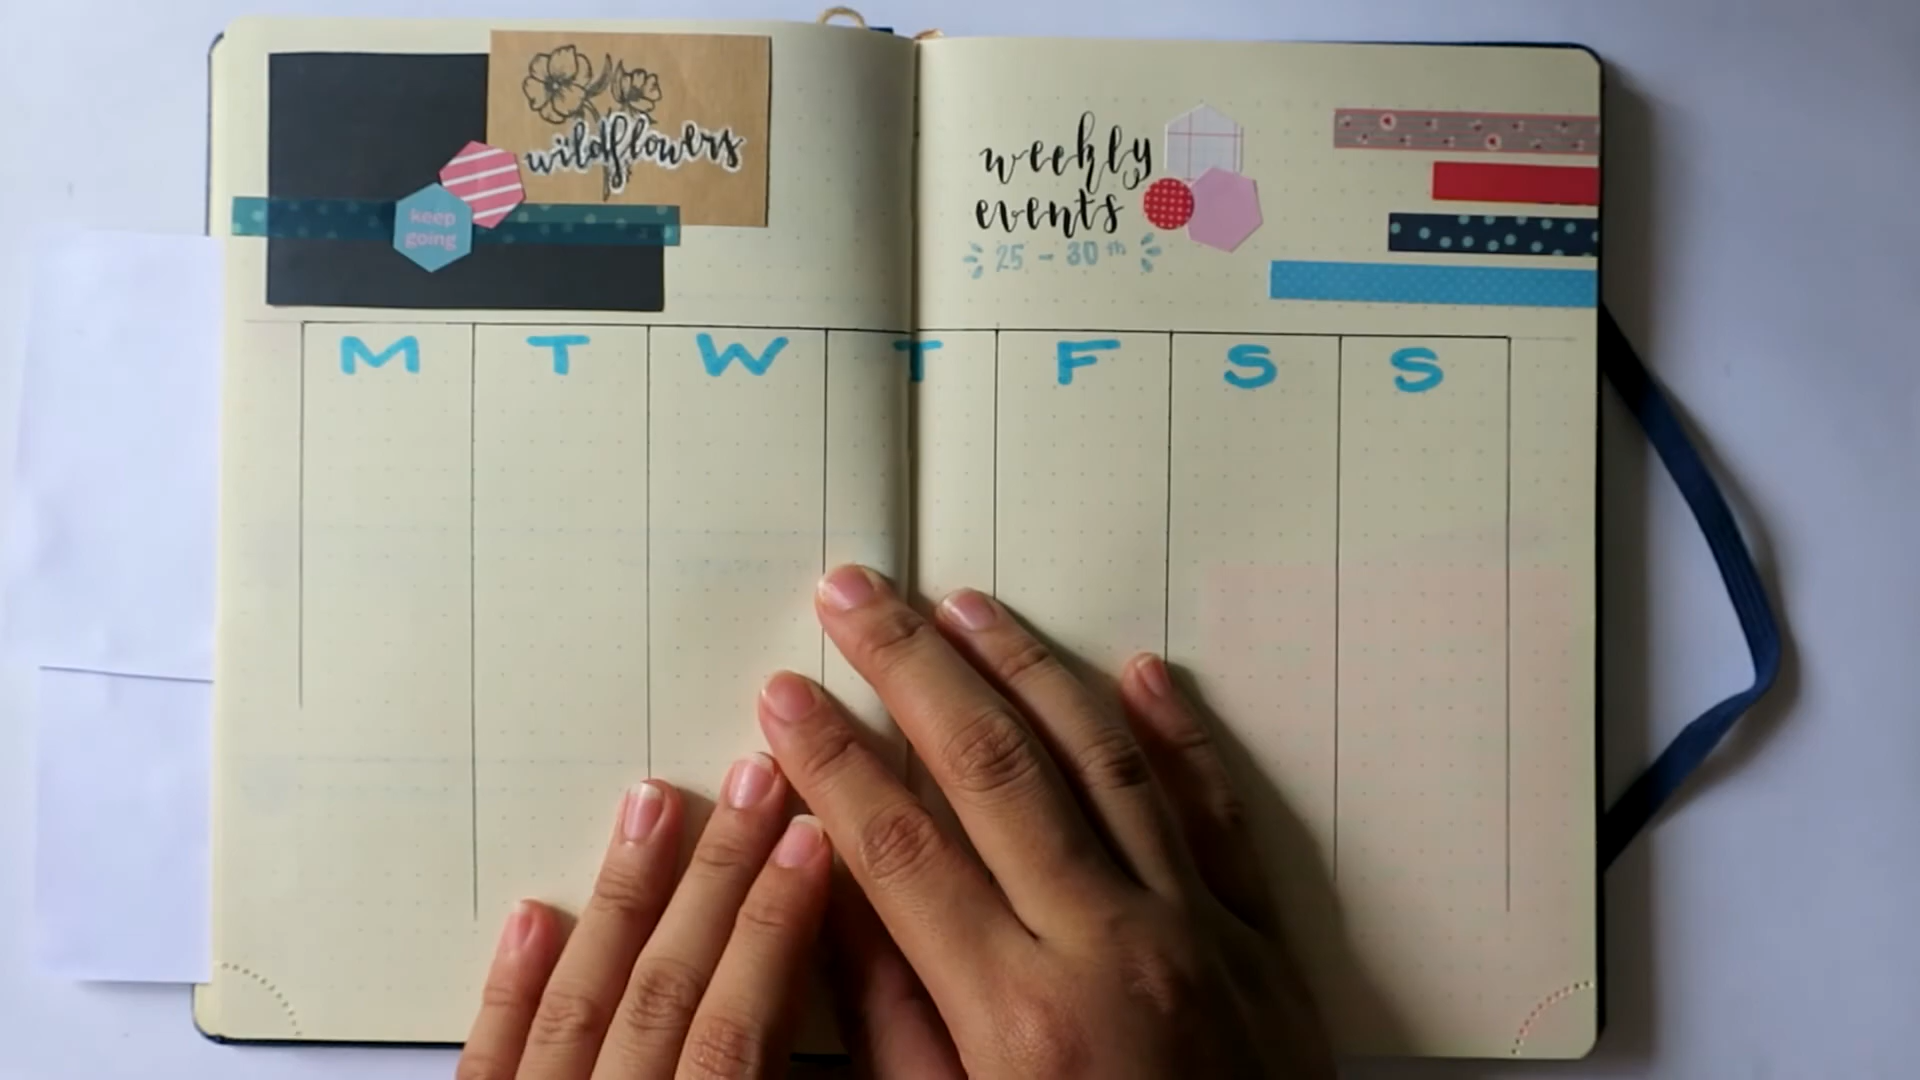 wildflowers
keep
going
weekly
events
25 - 30th
M T W T F S S